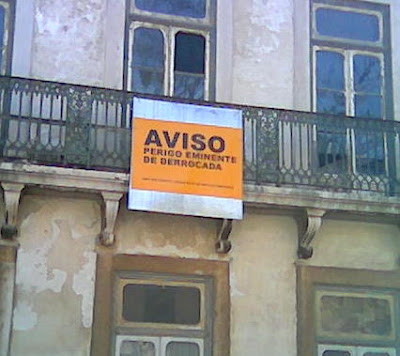 AVISO
PERIGO EMINENTE
DE DERROCADA